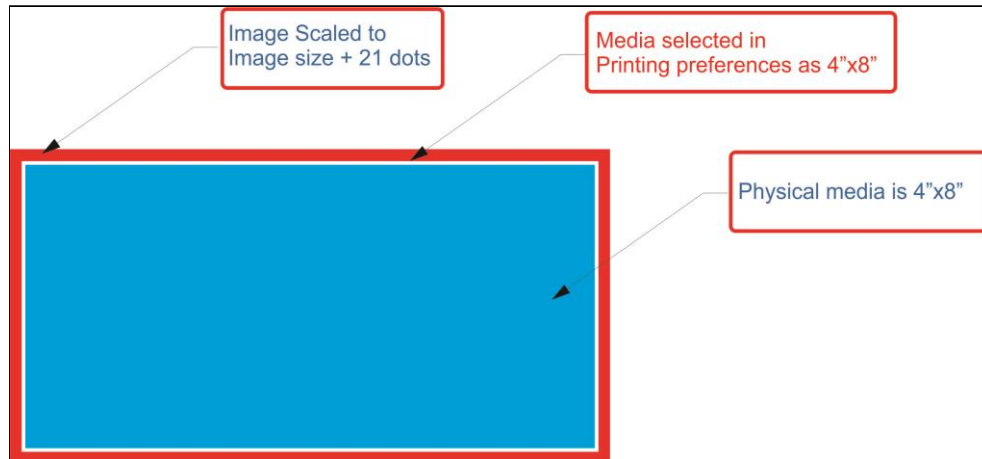 Image Scaled to
Image size + 21 dots
Media selected in
Printing preferences as 4”x8”
Physical media is 4”x8”